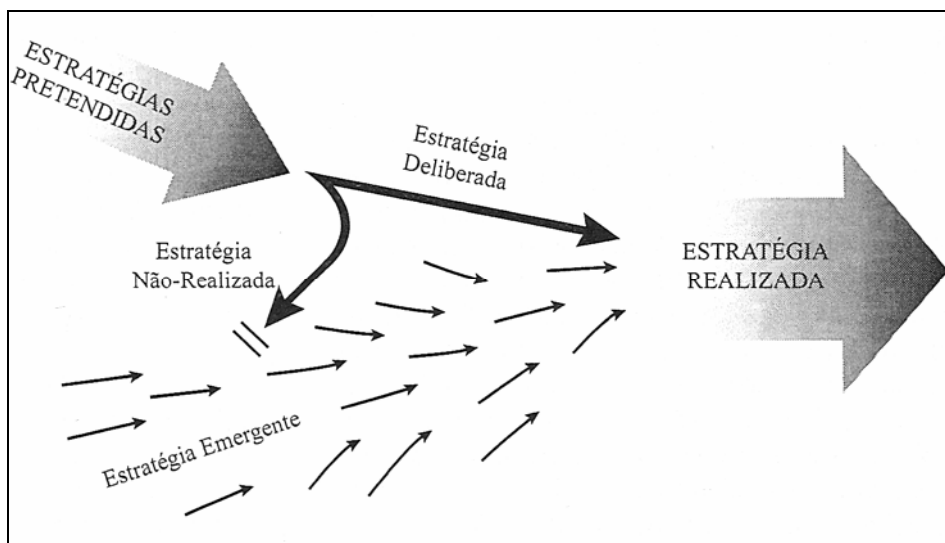 ESTRATÉGIAS
PRETENDIDAS
Estratégia
Deliberada
Estratégia
Não-Realizada
ESTRATÉGIA
REALIZADA
Estratégia Emergente